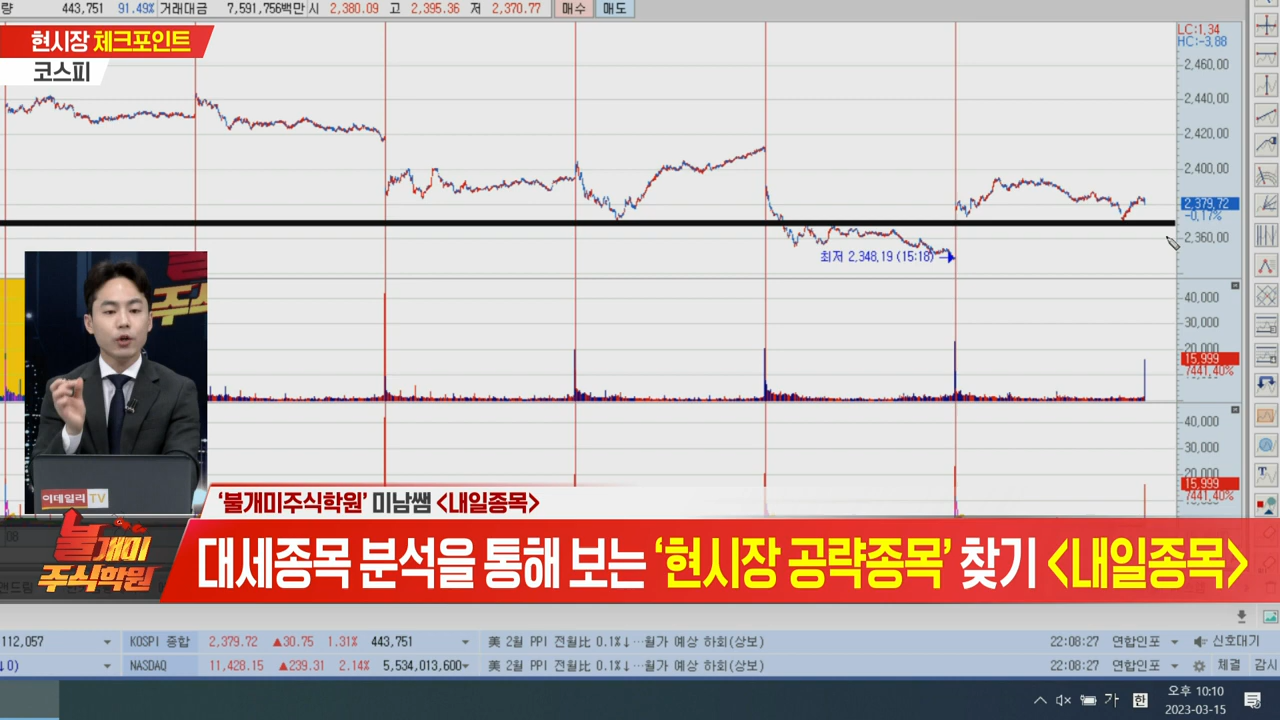 량 443,751 91.49% 거래대금 7,591,756백만 시 2,380.09 고 2,395.36 저 2,370.77 매수 매도
현시장 체크포인트
코스피
LC:1.34
HC:-3.88
2,460.00
2,440.00
2,420.00
2,400.00
2,379.72
-0.17%
2,360.00
최저 2,348.19 (15:18)
40,000
30,000
20,000
15,999
7441.40%
40,000
30,000
20,000
15,999
7441.40%
이데일리 TV
'불개미주식학원' 미남쌤 <내일종목>
불개미
주식학원
대세종목 분석을 통해 보는 '현시장 공략종목' 찾기 <내일종목>
112,057 KOSPI 종합 2,379.72 ▲30.75 1.31% 443,751 美 2월 PPI 전월比 0.1%↓…월가 예상 하회(상보) 22:08:27 연합인포 신호대기
0) NASDAQ 11,428.15 ▲239.31 2.14% 5,534,013,600 美 2월 PPI 전월比 0.1%↓…월가 예상 하회(상보) 22:08:27 연합인포 체결 감시
가 한 오후 10:10
2023-03-15